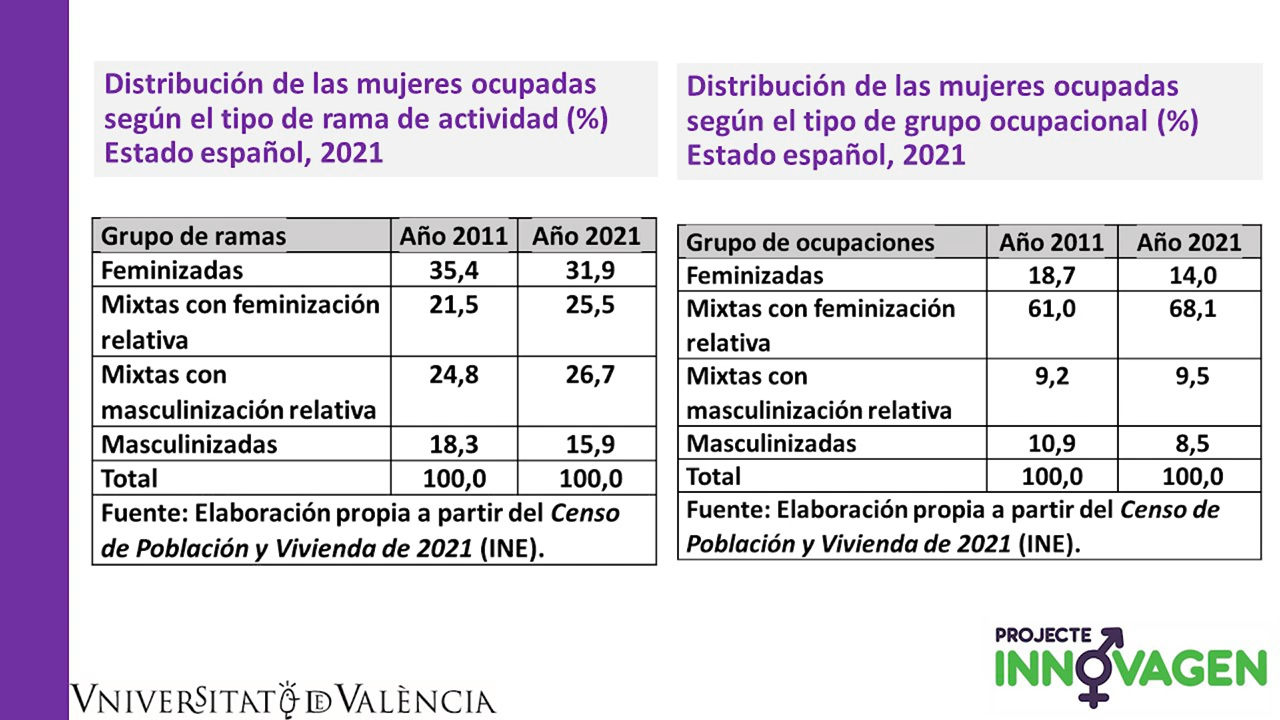 Distribución de las mujeres ocupadas
según el tipo de rama de actividad (%)
Estado español, 2021
Grupo de ramas Año 2011 Año 2021
Feminizadas 35,4 31,9
Mixtas con feminización 21,5 25,5
relativa
Mixtas con 24,8 26,7
masculinización relativa
Masculinizadas 18,3 15,9
Total 100,0 100,0
Fuente: Elaboración propia a partir del Censo
de Población y Vivienda de 2021 (INE).
Distribución de las mujeres ocupadas
según el tipo de grupo ocupacional (%)
Estado español, 2021
Grupo de ocupaciones Año 2011 Año 2021
Feminizadas 18,7 14,0
Mixtas con feminización 61,0 68,1
relativa
Mixtas con 9,2 9,5
masculinización relativa
Masculinizadas 10,9 8,5
Total 100,0 100,0
Fuente: Elaboración propia a partir del Censo de
Población y Vivienda de 2021 (INE).
VNIVERSITAT DE VALÈNCIA
PROJECTE
INNOVAGEN